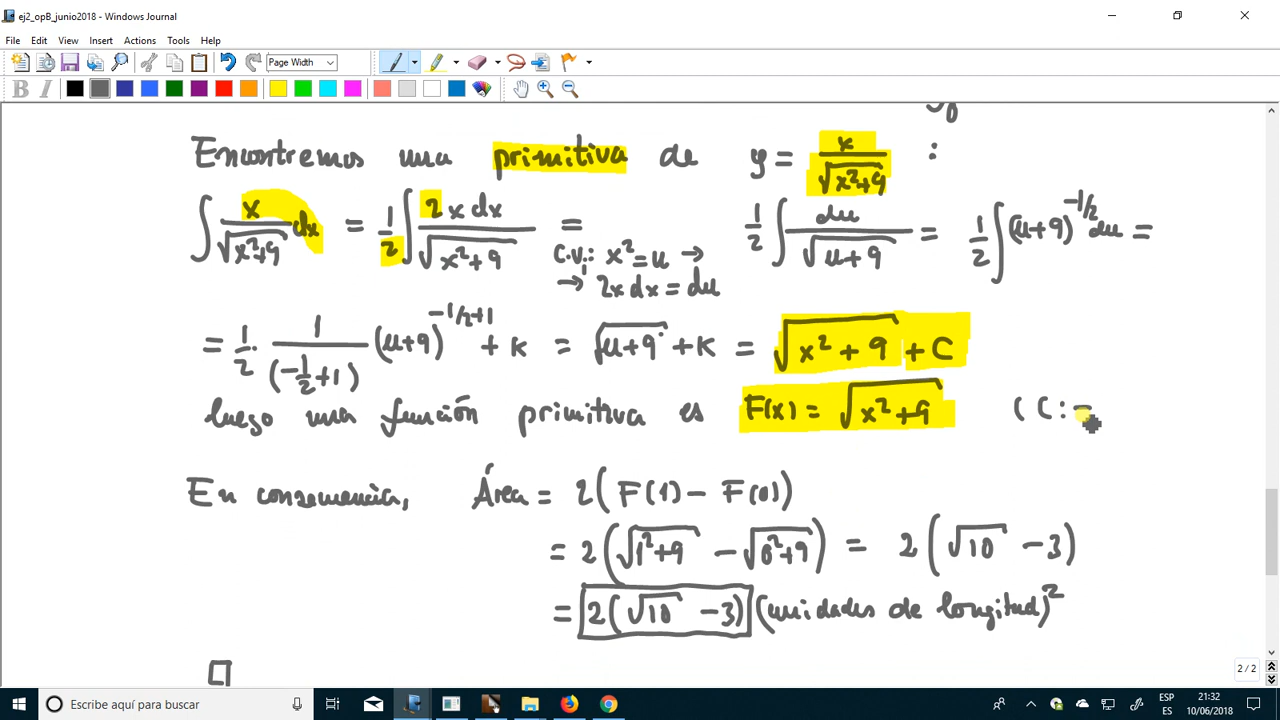 ej2_opB_junio2018 - Windows Journal
File Edit View Insert Actions Tools Help
Page Width
B I
Encontremos una primitiva de y = x/√(x²+9) :
∫ x/√(x²+9) dx = 1/2 ∫ 2x dx/√(x²+9) = C.V.: x² = u → → 2x dx = du 1/2 ∫ du/√(u+9) = 1/2 ∫ (u+9)^(-1/2) du =
= 1/2 · 1/(-1/2+1) (u+9)^(-1/2+1) + K = √(u+9) + K = √(x²+9) + C
luego una función primitiva es F(x) = √(x²+9) ( C : =
En consecuencia, Área = 2(F(1) - F(0))
= 2(√(1²+9) - √(0²+9)) = 2(√10 - 3)
= 2(√10 - 3) (unidades de longitud)²
2/2
Escribe aquí para buscar
ESP
ES
21:32
10/06/2018